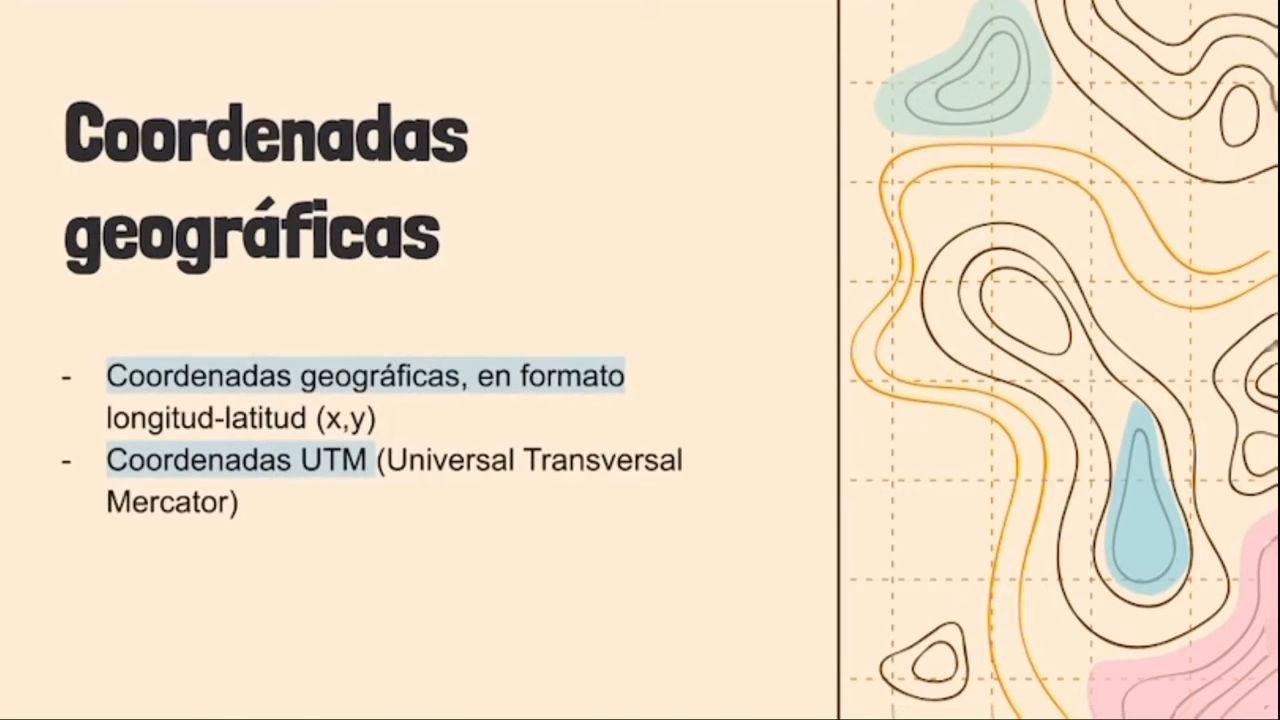 Coordenadas
geográficas
- Coordenadas geográficas, en formato
longitud-latitud (x,y)
- Coordenadas UTM (Universal Transversal
Mercator)